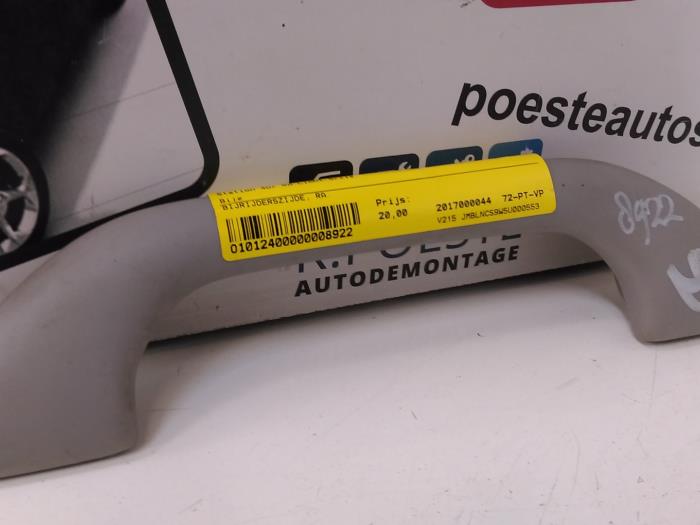 poesteautos
BIJRIJDERSZIJDE, RA
01012400000008922
Prijs:
20,00
2017000044 72-PT-VP
V215 JMBLNCS9W5U000553
8922
AUTODEMONTAGE